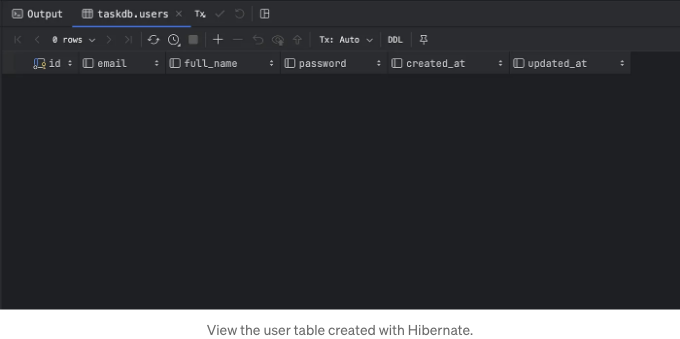 Output taskdb.users × Tx
0 rows Tx: Auto DDL
id email full_name password created_at updated_at
View the user table created with Hibernate.